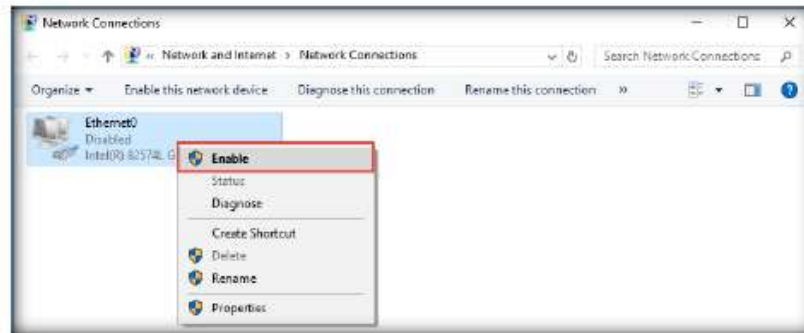 Network Connections
« Network and Internet > Network Connections
Search Network Connections
Organize
Enable this network device
Diagnose this connection
Rename this connection
»
Ethernet0
Disabled
Intel(R) 82574L G
Enable
Status
Diagnose
Create Shortcut
Delete
Rename
Properties